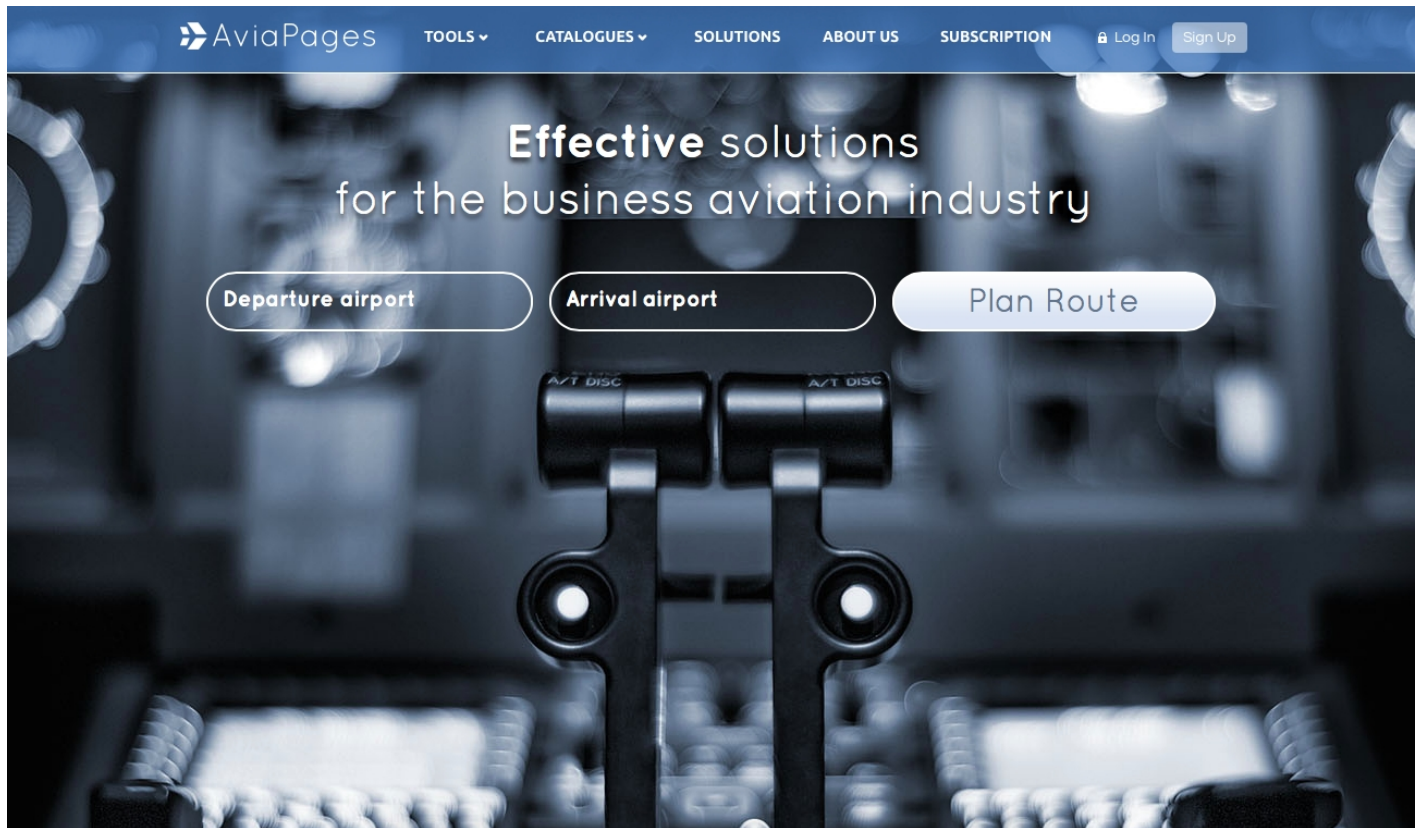 AviaPages TOOLS CATALOGUES SOLUTIONS ABOUT US SUBSCRIPTION Log In Sign Up
Effective solutions
for the business aviation industry
Departure airport Arrival airport Plan Route
A/T DISC A/T DISC